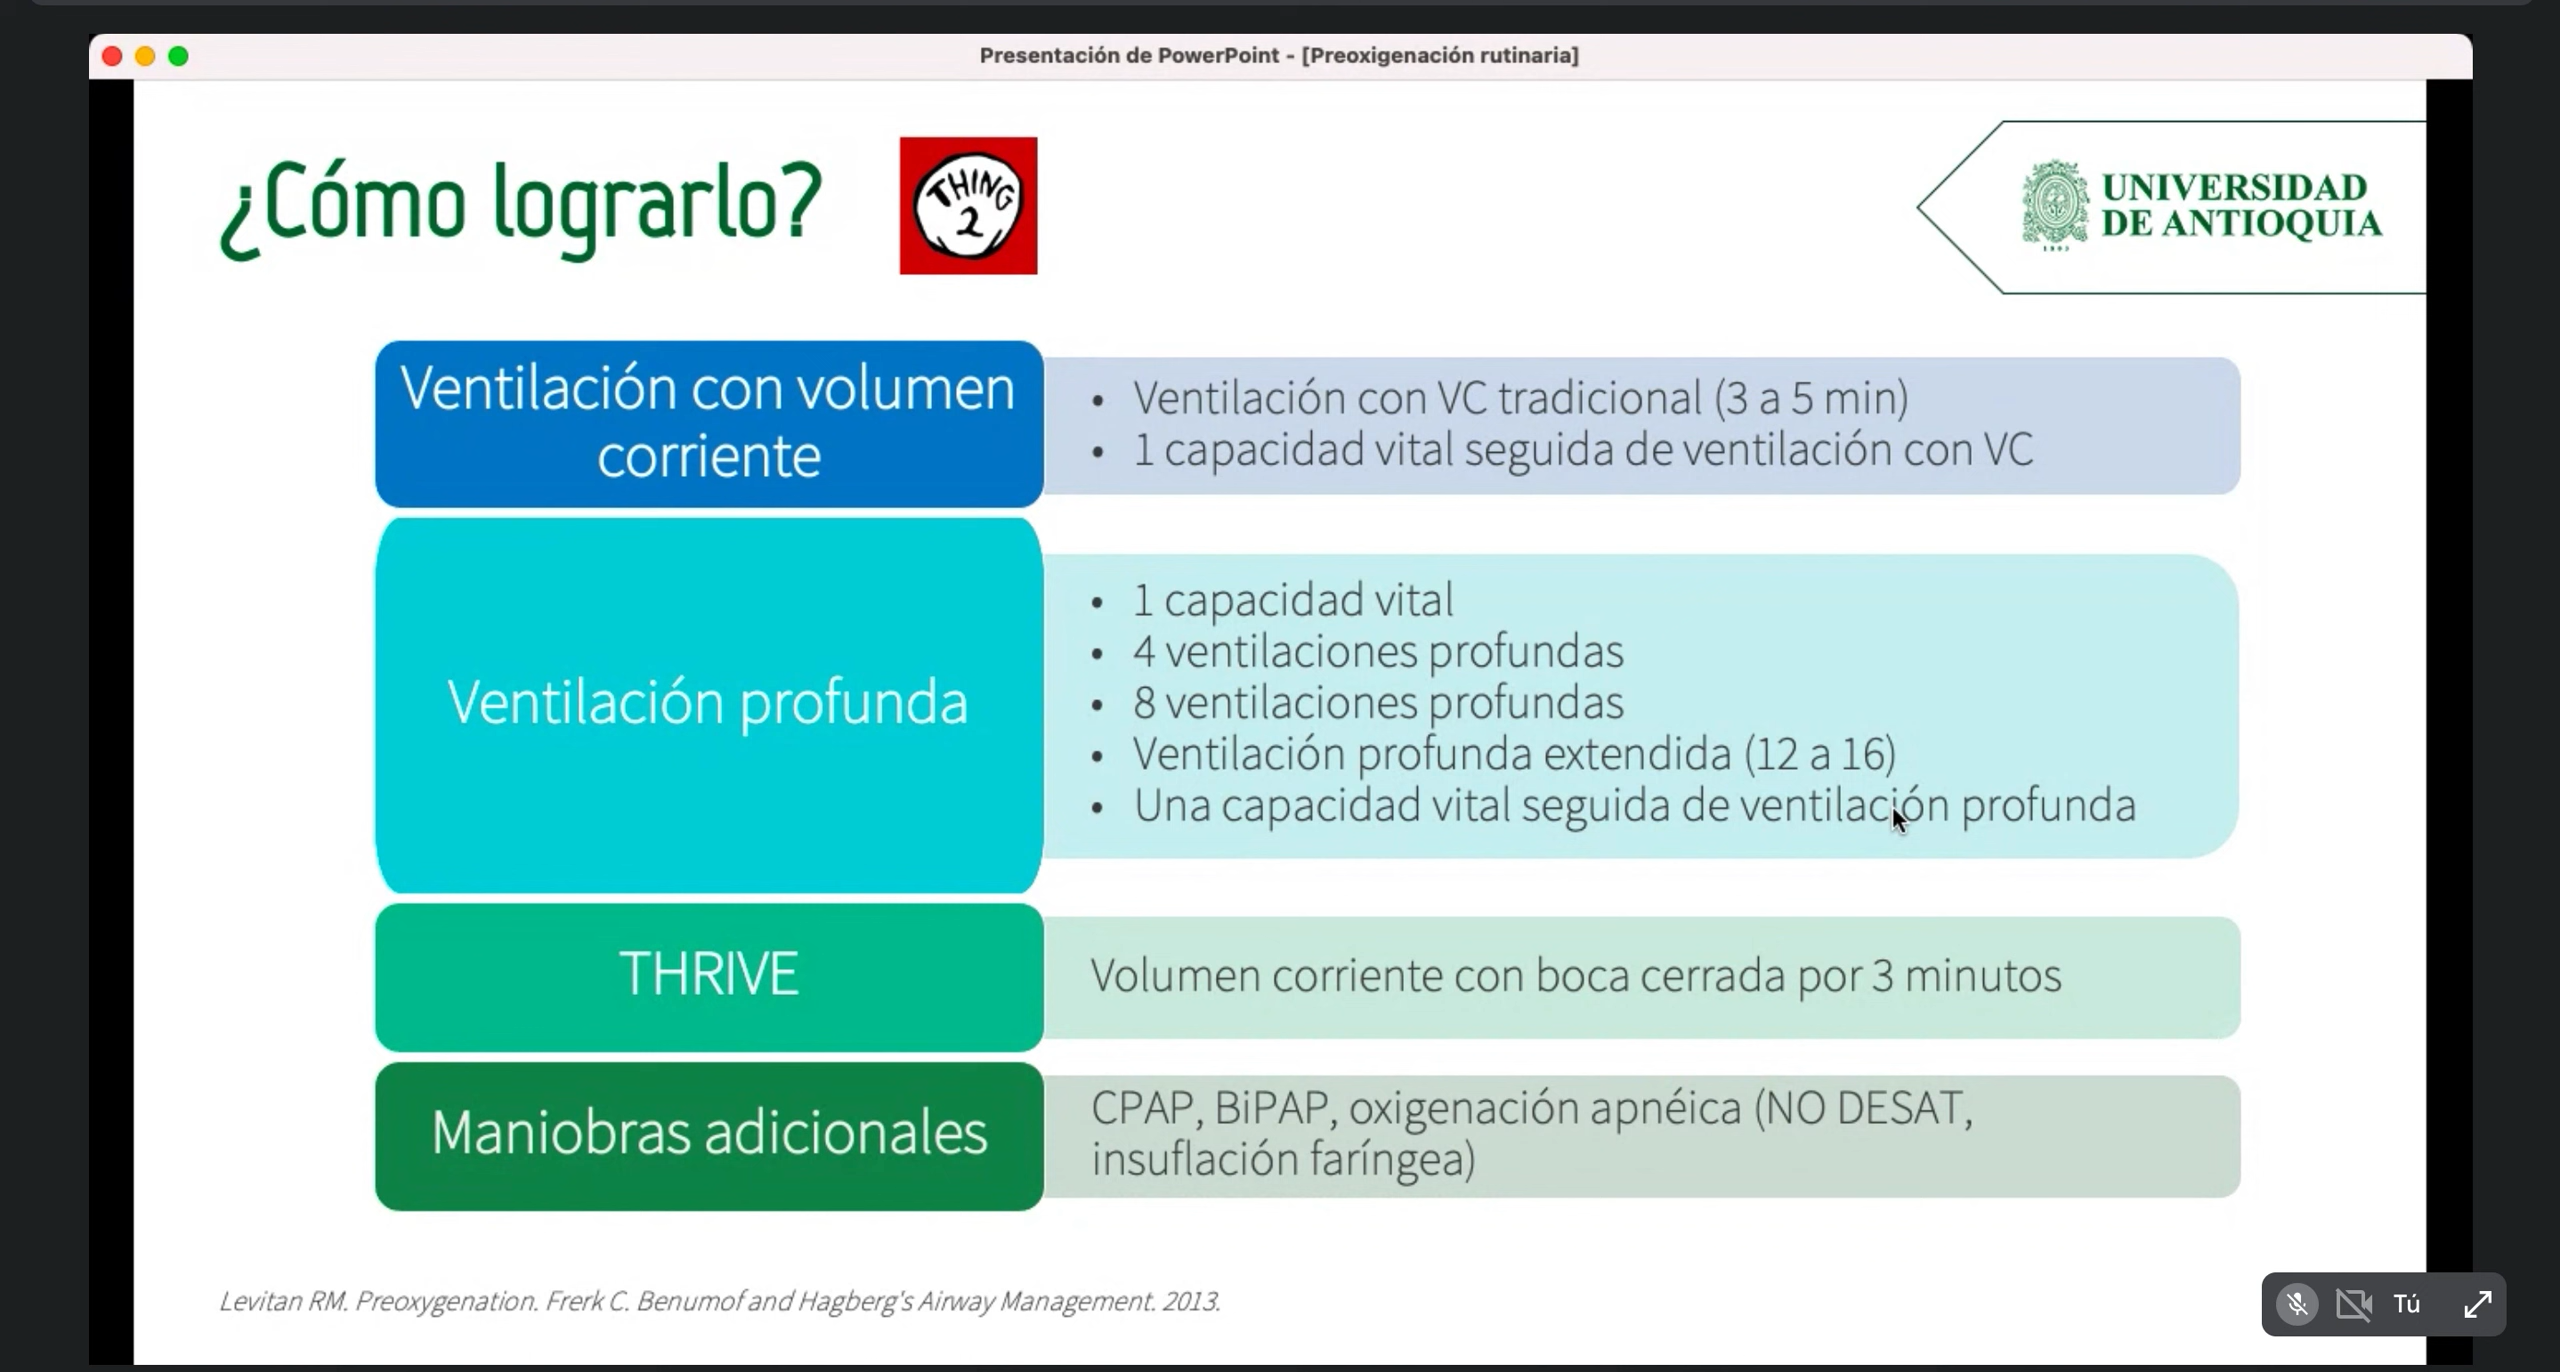 Presentación de PowerPoint - [Preoxigenación rutinaria]
¿Cómo lograrlo?
THING
2
UNIVERSIDAD
DE ANTIOQUIA
1803
Ventilación con volumen
corriente
• Ventilación con VC tradicional (3 a 5 min)
• 1 capacidad vital seguida de ventilación con VC
Ventilación profunda
• 1 capacidad vital
• 4 ventilaciones profundas
• 8 ventilaciones profundas
• Ventilación profunda extendida (12 a 16)
• Una capacidad vital seguida de ventilación profunda
THRIVE
Volumen corriente con boca cerrada por 3 minutos
Maniobras adicionales
CPAP, BiPAP, oxigenación apnéica (NO DESAT,
insuflación faríngea)
Levitan RM. Preoxygenation. Frerk C. Benumof and Hagberg's Airway Management. 2013.
Tú